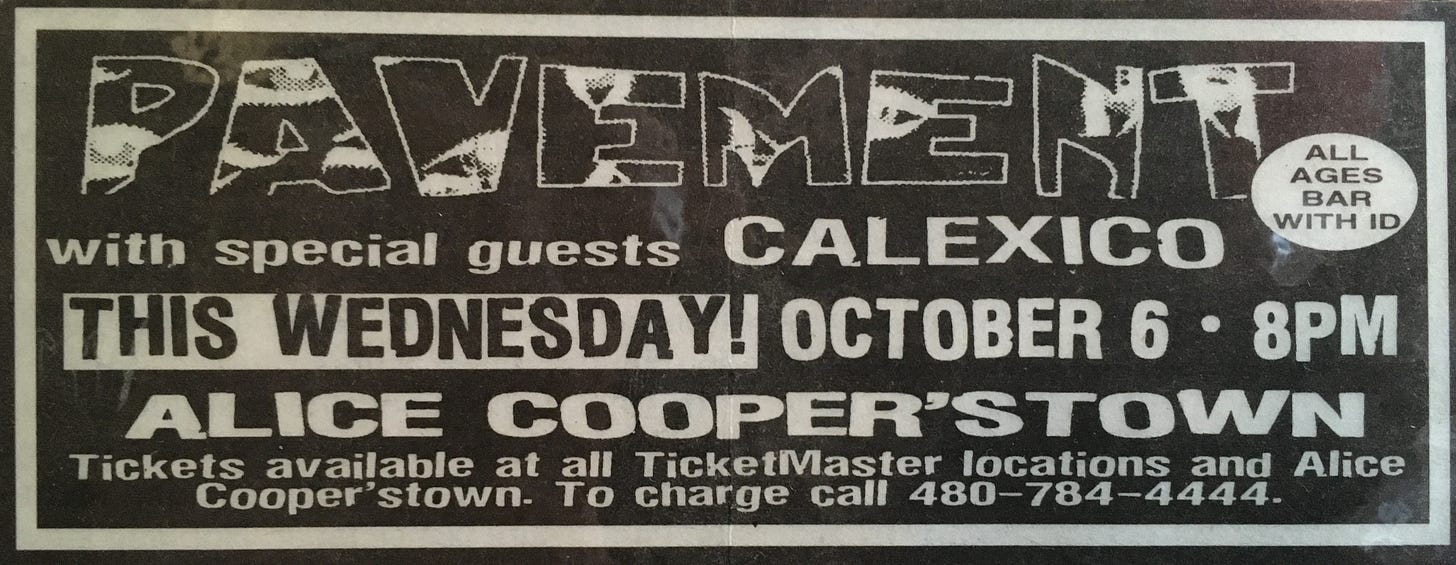 PAVEMENT
ALL
AGES
BAR
WITH ID
with special guests CALEXICO
THIS WEDNESDAY! OCTOBER 6 • 8PM
ALICE COOPER'STOWN
Tickets available at all TicketMaster locations and Alice
Cooper'stown. To charge call 480-784-4444.